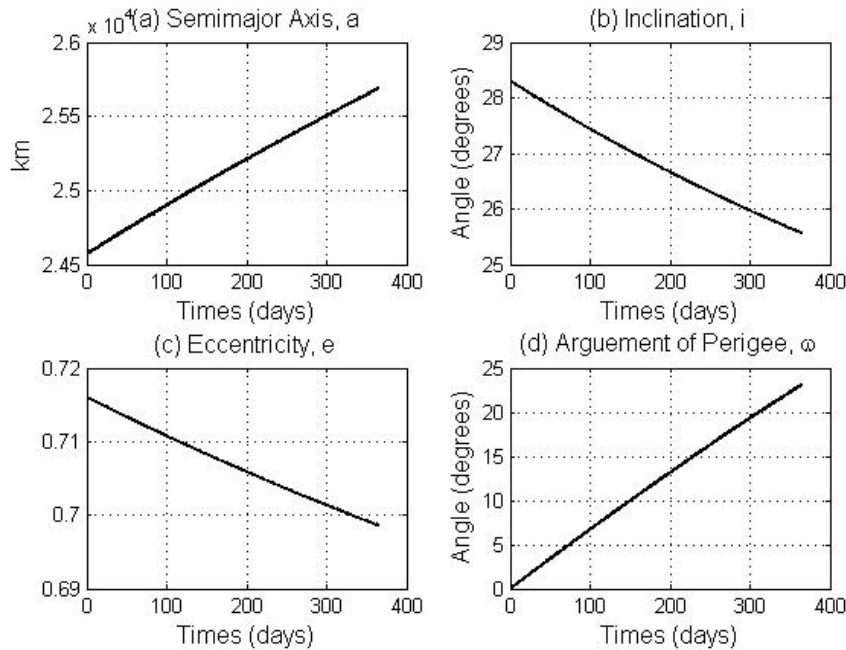 x 10⁴
(a) Semimajor Axis, a
2.6
2.55
2.5
2.45
km
0 100 200 300 400
Times (days)
(b) Inclination, i
29
28
27
26
25
Angle (degrees)
0 100 200 300 400
Times (days)
(c) Eccentricity, e
0.72
0.71
0.7
0.69
0 100 200 300 400
Times (days)
(d) Arguement of Perigee, ω
25
20
15
10
5
0
Angle (degrees)
0 100 200 300 400
Times (days)